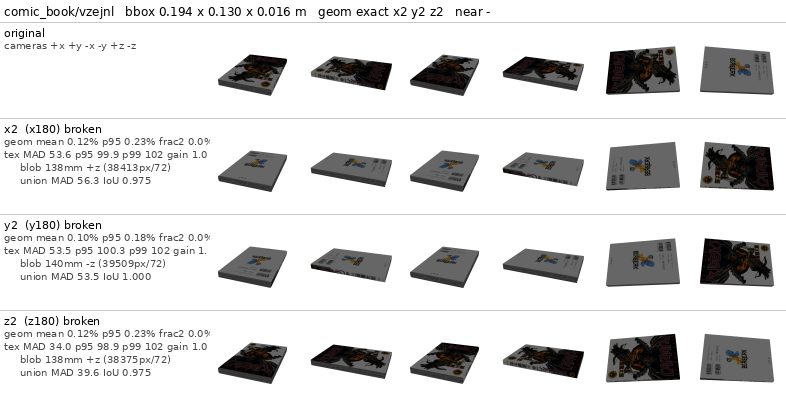 comic_book/vzejnl   bbox 0.194 x 0.130 x 0.016 m   geom exact x2 y2 z2   near -
original
cameras +x +y -x -y +z -z
x2  (x180) broken
geom mean 0.12% p95 0.23% frac2 0.0%
tex MAD 53.6 p95 99.9 p99 102 gain 1.0
blob 138mm +z (38413px/72)
union MAD 56.3 IoU 0.975
y2  (y180) broken
geom mean 0.10% p95 0.18% frac2 0.0%
tex MAD 53.5 p95 100.3 p99 102 gain 1.
blob 140mm -z (39509px/72)
union MAD 53.5 IoU 1.000
z2  (z180) broken
geom mean 0.12% p95 0.23% frac2 0.0%
tex MAD 34.0 p95 98.9 p99 102 gain 1.0
blob 138mm +z (38375px/72)
union MAD 39.6 IoU 0.975